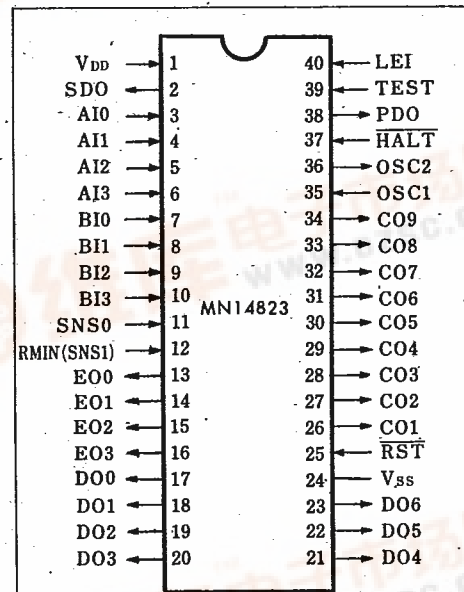 VDD 1 40 LEI
SDO 2 39 TEST
AI0 3 38 PDO
AI1 4 37 HALT
AI2 5 36 OSC2
AI3 6 35 OSC1
BI0 7 34 CO9
BI1 8 33 CO8
BI2 9 32 CO7
BI3 10 31 CO6
MN14823
SNS0 11 30 CO5
RMIN(SNS1) 12 29 CO4
EO0 13 28 CO3
EO1 14 27 CO2
EO2 15 26 CO1
EO3 16 25 RST
DO0 17 24 VSS
DO1 18 23 DO6
DO2 19 22 DO5
DO3 20 21 DO4